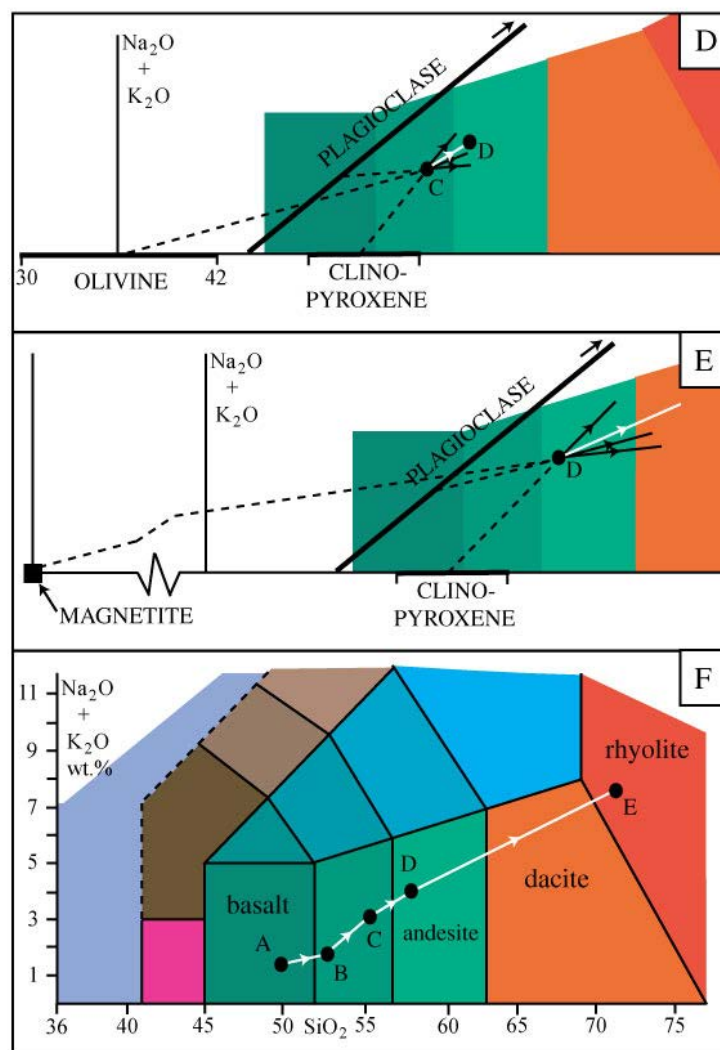 D
Na2O
+
K2O
PLAGIOCLASE
D
C
30
OLIVINE
42
CLINO-
PYROXENE
E
Na2O
+
K2O
PLAGIOCLASE
D
MAGNETITE
CLINO-
PYROXENE
F
11
Na2O
+
K2O
wt.%
9
7
5
3
1
rhyolite
E
D
basalt
dacite
C
andesite
A
B
36
40
45
50
SiO2
55
60
65
70
75